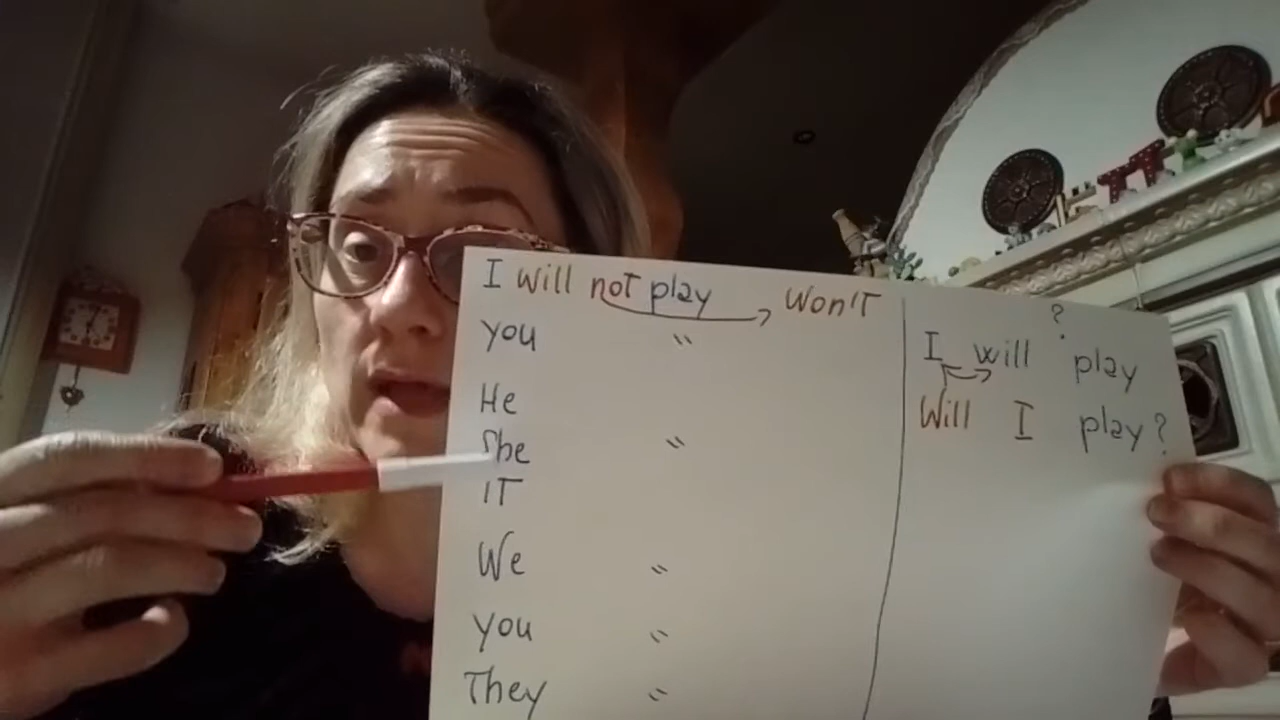 I will not play → Won't
you "
He
She "
IT
We "
you "
They "
?
I will play
Will I play?